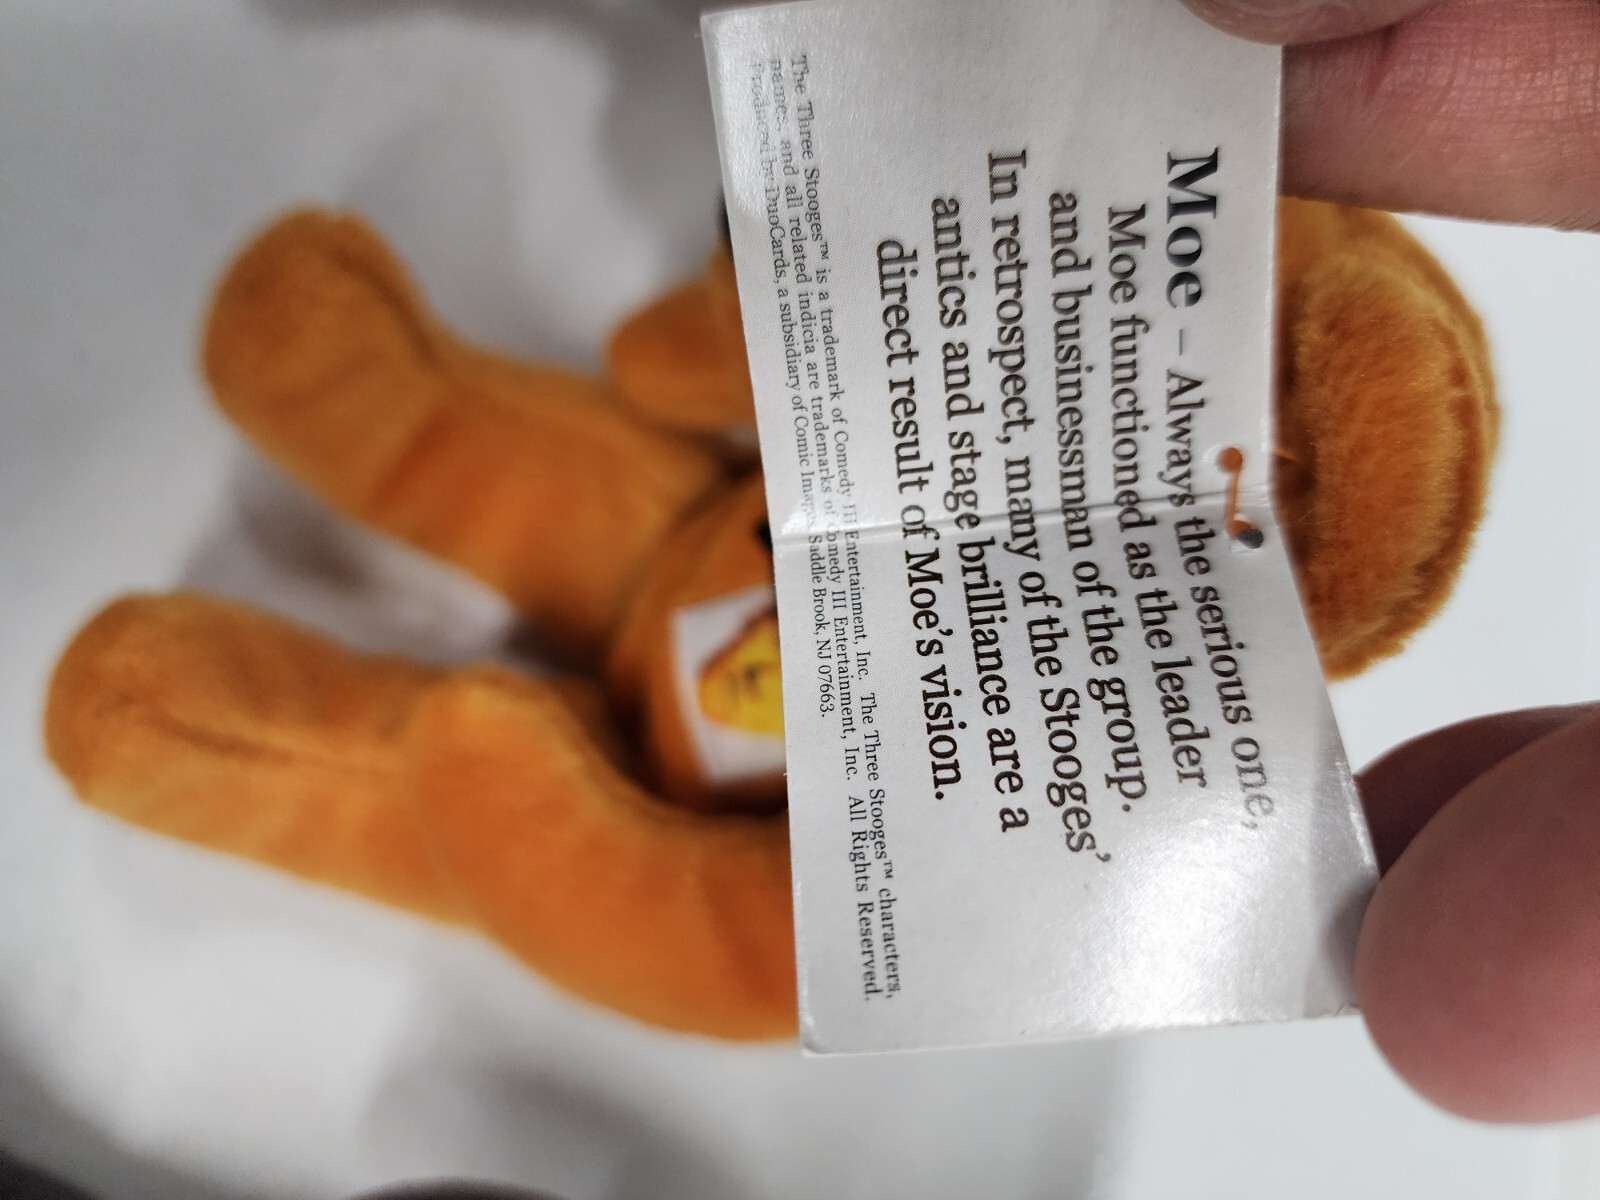 Moe – Always the serious one,
Moe functioned as the leader
and businessman of the group.
In retrospect, many of the Stooges'
antics and stage brilliance are a
direct result of Moe's vision.
The Three Stooges™ is a trademark of Comedy III Entertainment, Inc. The Three Stooges™ characters,
names, and all related indicia are trademarks of Comedy III Entertainment, Inc. All Rights Reserved.
Produced by DuoCards, a subsidiary of Comic Images, Saddle Brook, NJ 07663.